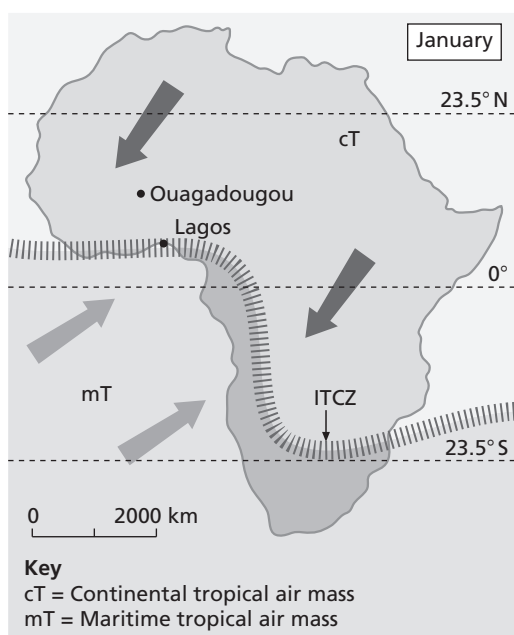 January
23.5° N
cT
• Ouagadougou
Lagos
0°
mT
ITCZ
23.5° S
0 2000 km
Key
cT = Continental tropical air mass
mT = Maritime tropical air mass